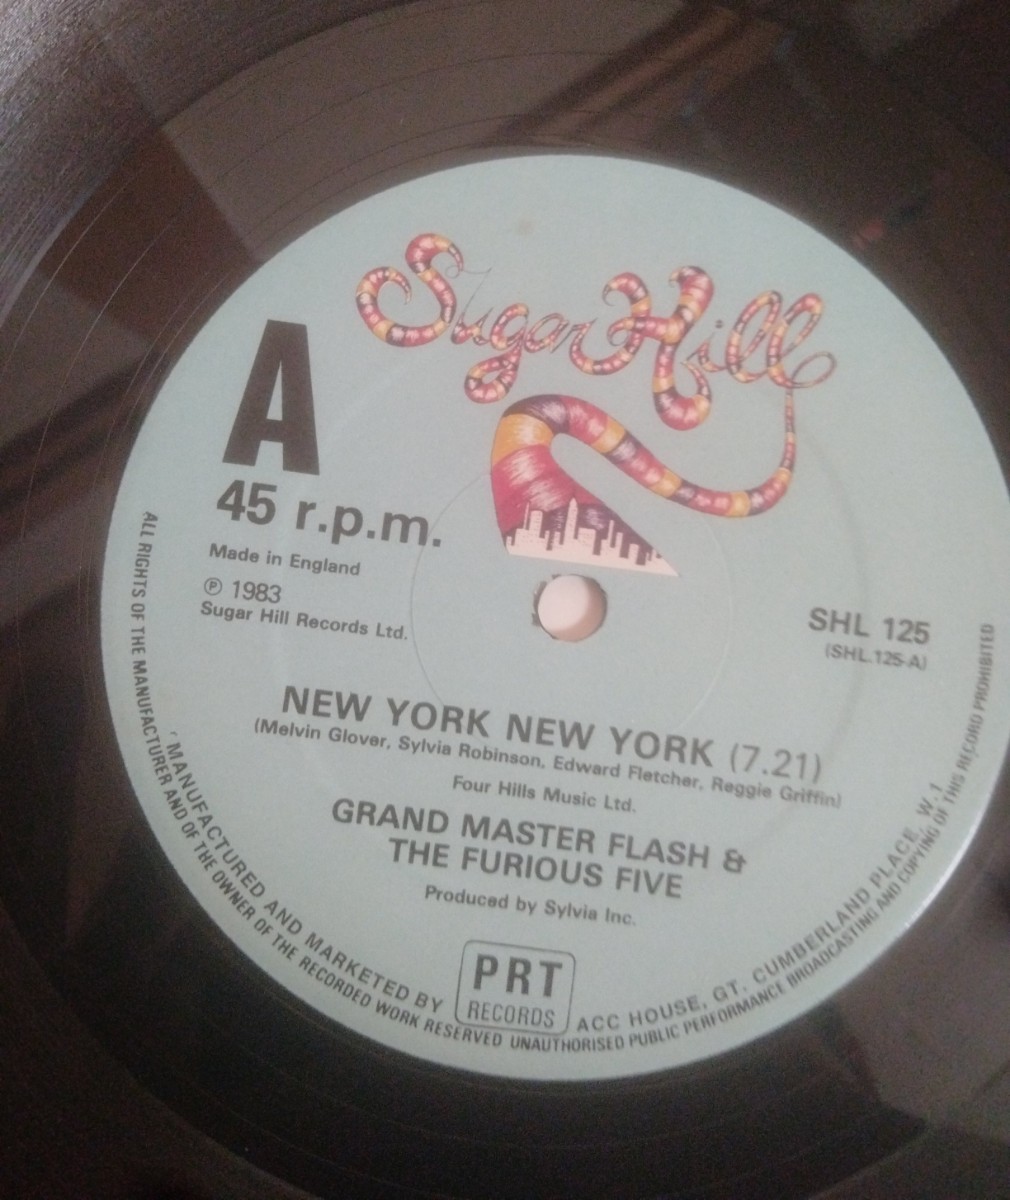 Sugar Hill
A
45 r.p.m.
Made in England
Ⓟ 1983
Sugar Hill Records Ltd.
SHL 125
(SHL.125-A)
NEW YORK NEW YORK (7.21)
(Melvin Glover, Sylvia Robinson, Edward Fletcher, Reggie Griffin)
Four Hills Music Ltd.
GRAND MASTER FLASH &
THE FURIOUS FIVE
Produced by Sylvia Inc.
MANUFACTURED AND MARKETED BY PRT RECORDS ACC HOUSE, GT. CUMBERLAND PLACE, W.1
ALL RIGHTS OF THE MANUFACTURER AND OF THE OWNER OF THE RECORDED WORK RESERVED UNAUTHORISED PUBLIC PERFORMANCE BROADCASTING AND COPYING OF THIS RECORD PROHIBITED